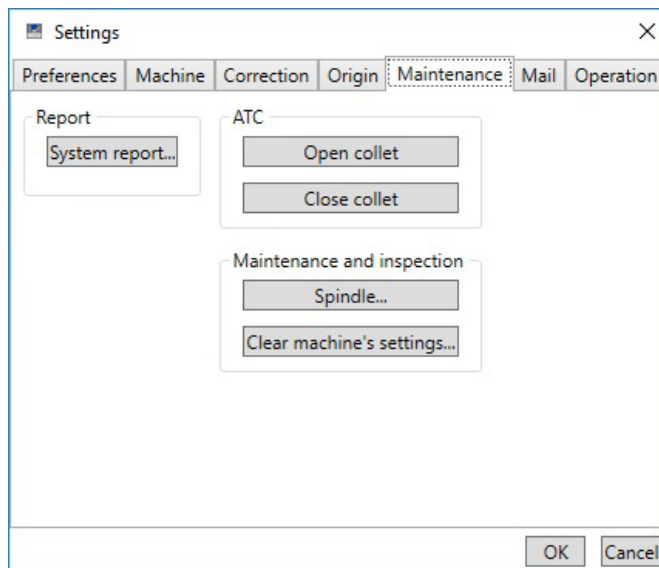 Settings
Preferences Machine Correction Origin Maintenance Mail Operation
Report
System report...
ATC
Open collet
Close collet
Maintenance and inspection
Spindle...
Clear machine's settings...
OK Cancel